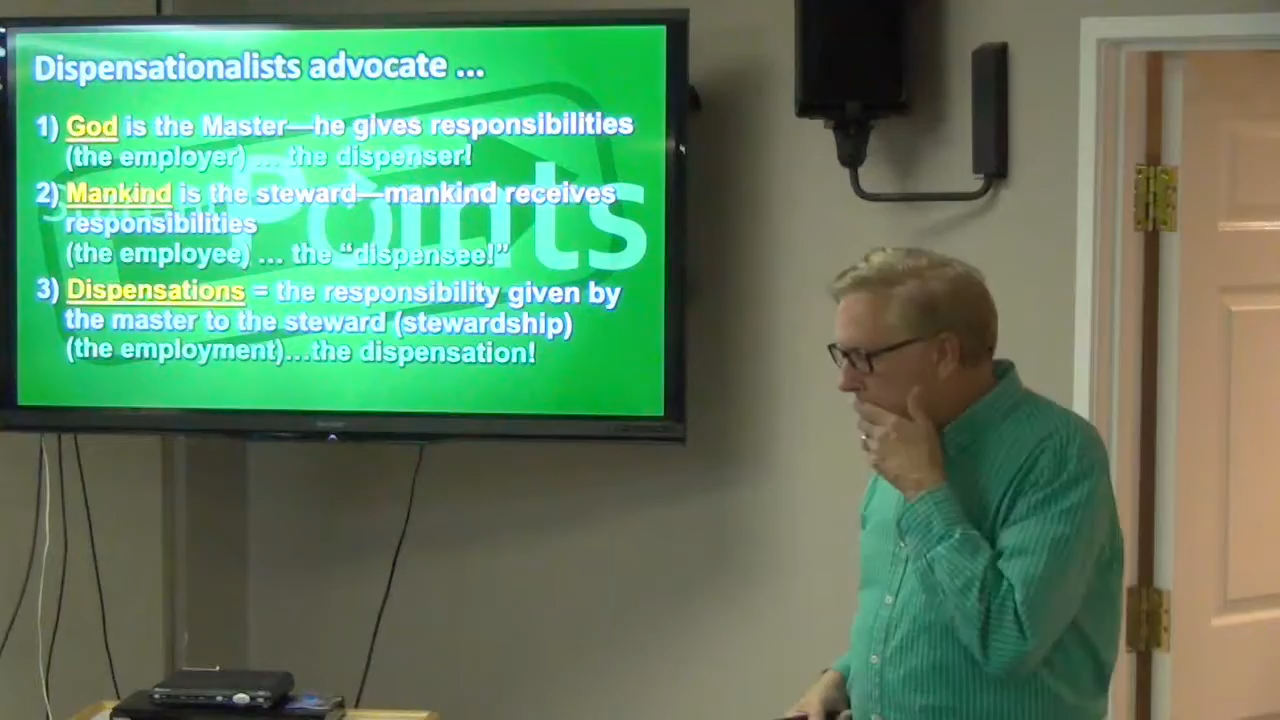 Dispensationalists advocate ...
1) God is the Master—he gives responsibilities
(the employer) ... the dispenser!
2) Mankind is the steward—mankind receives
responsibilities
(the employee) ... the “dispensee!”
3) Dispensations = the responsibility given by
the master to the steward (stewardship)
(the employment)...the dispensation!
Points